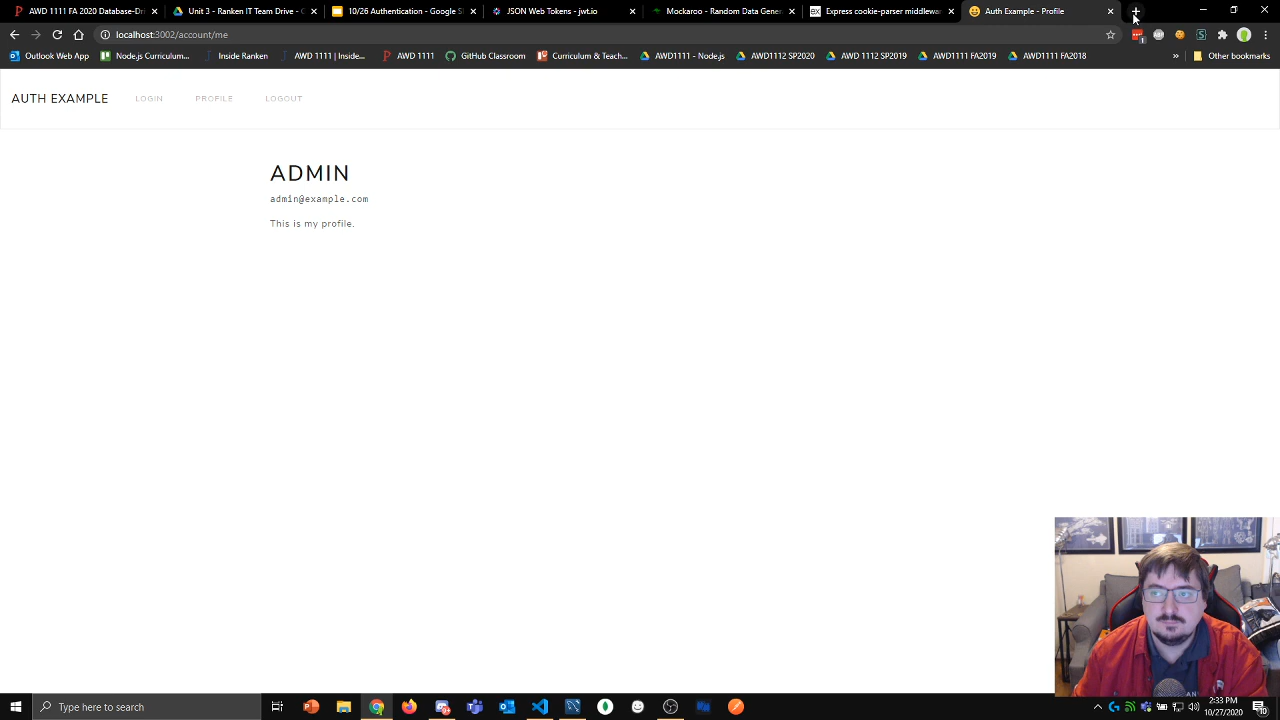 AWD 1111 FA 2020 Database-Dri
Unit 3 - Ranken IT Team Drive - G
10/26 Authentication - Google Sl
JSON Web Tokens - jwt.io
Mockaroo - Random Data Gene
Express cookie-parser middlewar
Auth Example - Profile
localhost:3002/account/me
Outlook Web App
Node.js Curriculum...
Inside Ranken
AWD 1111 | Inside...
AWD 1111
GitHub Classroom
Curriculum & Teach...
AWD1111 - Node.js
AWD1112 SP2020
AWD 1112 SP2019
AWD1111 FA2019
AWD1111 FA2018
»
Other bookmarks
AUTH EXAMPLE
LOGIN
PROFILE
LOGOUT
ADMIN
admin@example.com
This is my profile.
Type here to search
2:33 PM
10/27/2020